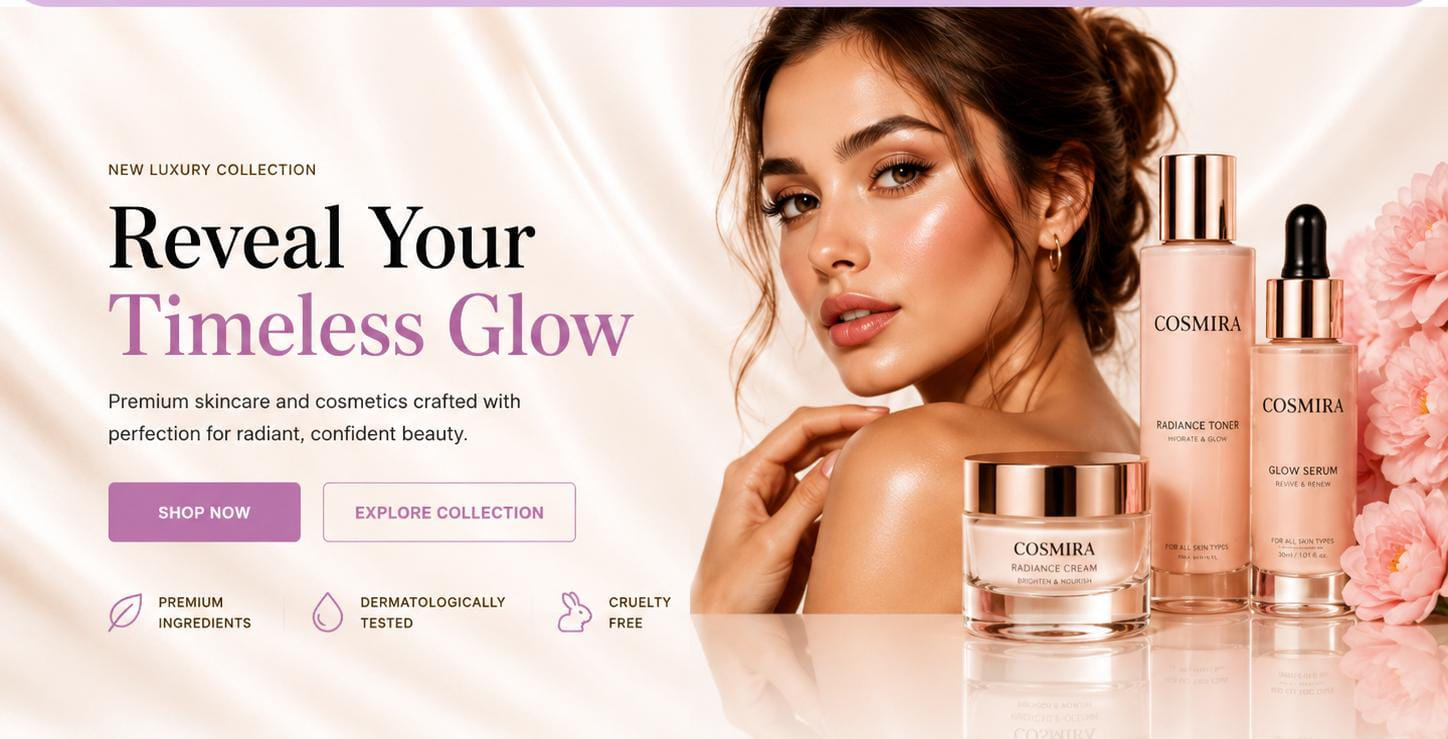 NEW LUXURY COLLECTION
Reveal Your
Timeless Glow
Premium skincare and cosmetics crafted with
perfection for radiant, confident beauty.
SHOP NOW
EXPLORE COLLECTION
PREMIUM
INGREDIENTS
DERMATOLOGICALLY
TESTED
CRUELTY
FREE
COSMIRA
RADIANCE CREAM
BRIGHTEN & NOURISH
COSMIRA
RADIANCE TONER
HYDRATE & GLOW
FOR ALL SKIN TYPES
COSMIRA
GLOW SERUM
REVIVE & RENEW
FOR ALL SKIN TYPES